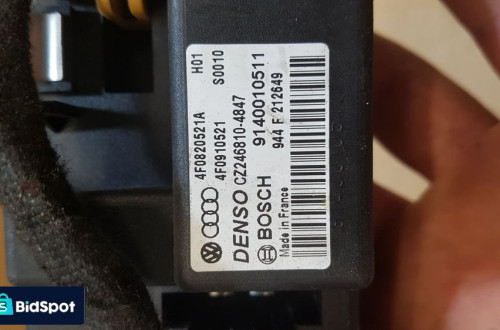 4F0820521A H01
4F0910521 S0010
DENSO CZ246810-4847
BOSCH 9140010511
Made in France 944 E 212649
BidSpot